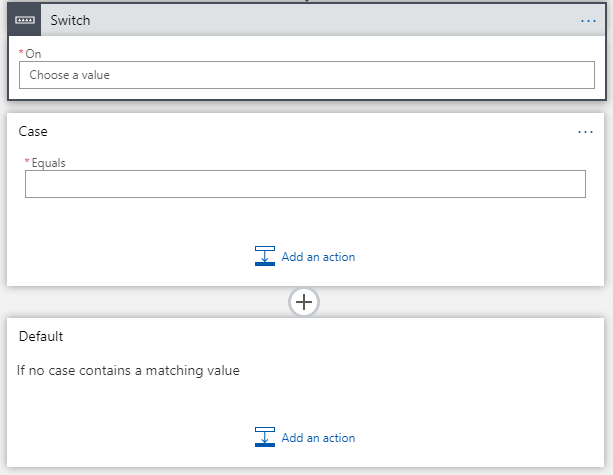 Switch
...
* On
Choose a value
Case
...
* Equals
Add an action
Default
If no case contains a matching value
Add an action